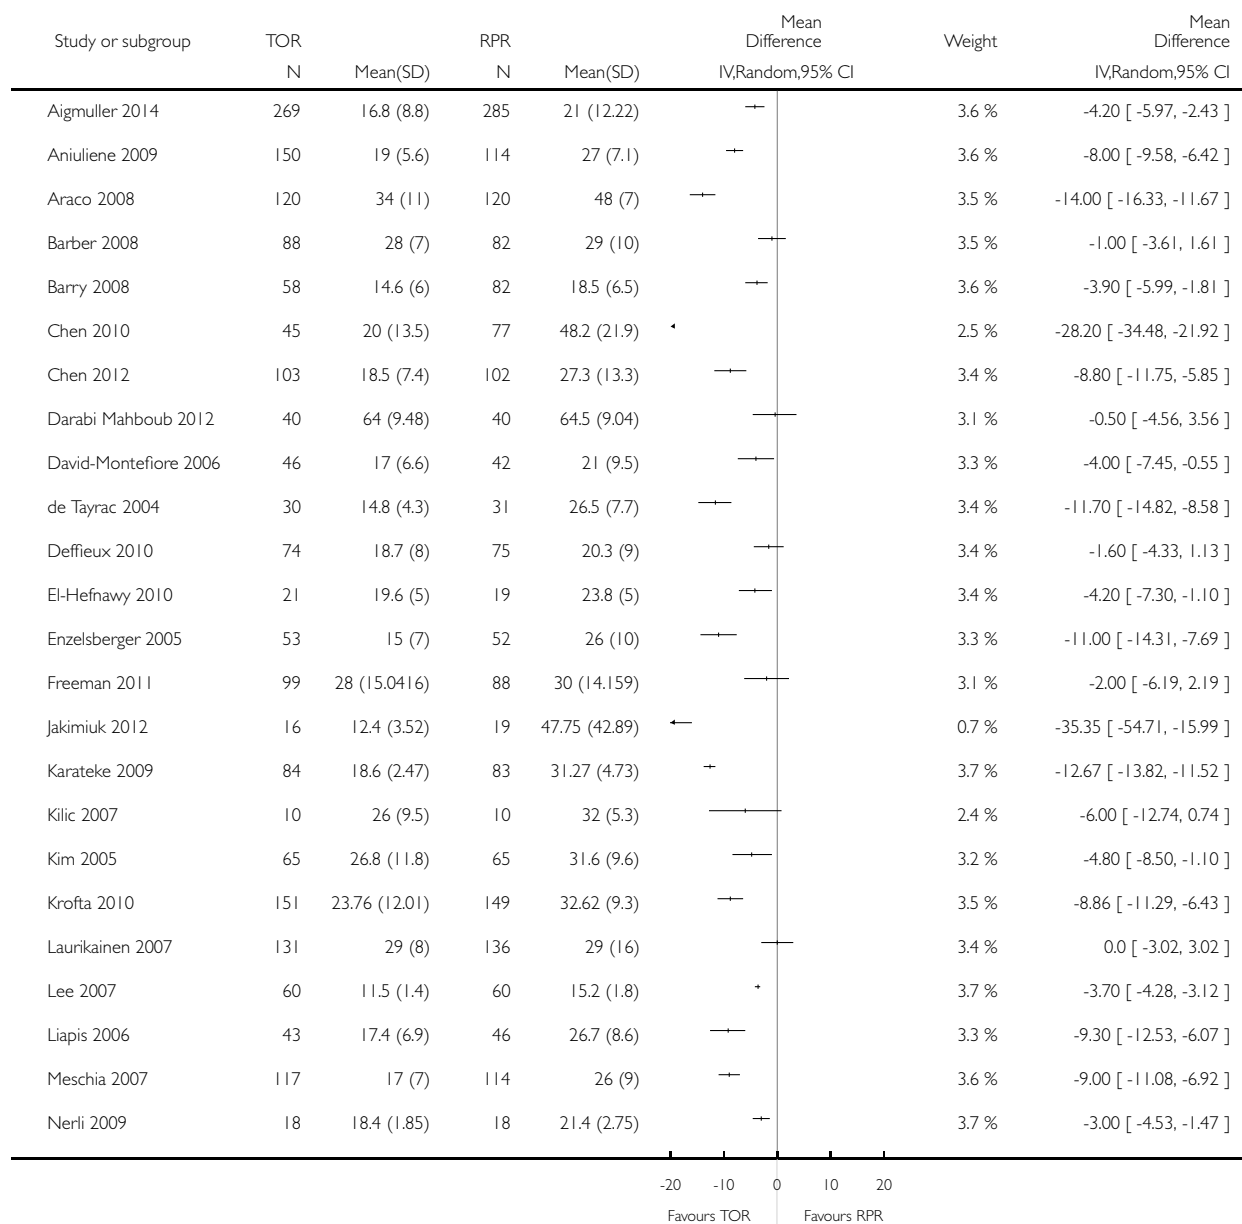 Mean Mean
Study or subgroup TOR RPR Difference Weight Difference
N Mean(SD) N Mean(SD) IV,Random,95% CI IV,Random,95% CI
Aigmuller 2014 269 16.8 (8.8) 285 21 (12.22) 3.6 % -4.20 [ -5.97, -2.43 ]
Aniuliene 2009 150 19 (5.6) 114 27 (7.1) 3.6 % -8.00 [ -9.58, -6.42 ]
Araco 2008 120 34 (11) 120 48 (7) 3.5 % -14.00 [ -16.33, -11.67 ]
Barber 2008 88 28 (7) 82 29 (10) 3.5 % -1.00 [ -3.61, 1.61 ]
Barry 2008 58 14.6 (6) 82 18.5 (6.5) 3.6 % -3.90 [ -5.99, -1.81 ]
Chen 2010 45 20 (13.5) 77 48.2 (21.9) 2.5 % -28.20 [ -34.48, -21.92 ]
Chen 2012 103 18.5 (7.4) 102 27.3 (13.3) 3.4 % -8.80 [ -11.75, -5.85 ]
Darabi Mahboub 2012 40 64 (9.48) 40 64.5 (9.04) 3.1 % -0.50 [ -4.56, 3.56 ]
David-Montefiore 2006 46 17 (6.6) 42 21 (9.5) 3.3 % -4.00 [ -7.45, -0.55 ]
de Tayrac 2004 30 14.8 (4.3) 31 26.5 (7.7) 3.4 % -11.70 [ -14.82, -8.58 ]
Deffieux 2010 74 18.7 (8) 75 20.3 (9) 3.4 % -1.60 [ -4.33, 1.13 ]
El-Hefnawy 2010 21 19.6 (5) 19 23.8 (5) 3.4 % -4.20 [ -7.30, -1.10 ]
Enzelsberger 2005 53 15 (7) 52 26 (10) 3.3 % -11.00 [ -14.31, -7.69 ]
Freeman 2011 99 28 (15.0416) 88 30 (14.159) 3.1 % -2.00 [ -6.19, 2.19 ]
Jakimiuk 2012 16 12.4 (3.52) 19 47.75 (42.89) 0.7 % -35.35 [ -54.71, -15.99 ]
Karateke 2009 84 18.6 (2.47) 83 31.27 (4.73) 3.7 % -12.67 [ -13.82, -11.52 ]
Kilic 2007 10 26 (9.5) 10 32 (5.3) 2.4 % -6.00 [ -12.74, 0.74 ]
Kim 2005 65 26.8 (11.8) 65 31.6 (9.6) 3.2 % -4.80 [ -8.50, -1.10 ]
Krofta 2010 151 23.76 (12.01) 149 32.62 (9.3) 3.5 % -8.86 [ -11.29, -6.43 ]
Laurikainen 2007 131 29 (8) 136 29 (16) 3.4 % 0.0 [ -3.02, 3.02 ]
Lee 2007 60 11.5 (1.4) 60 15.2 (1.8) 3.7 % -3.70 [ -4.28, -3.12 ]
Liapis 2006 43 17.4 (6.9) 46 26.7 (8.6) 3.3 % -9.30 [ -12.53, -6.07 ]
Meschia 2007 117 17 (7) 114 26 (9) 3.6 % -9.00 [ -11.08, -6.92 ]
Nerli 2009 18 18.4 (1.85) 18 21.4 (2.75) 3.7 % -3.00 [ -4.53, -1.47 ]
-20 -10 0 10 20
Favours TOR Favours RPR